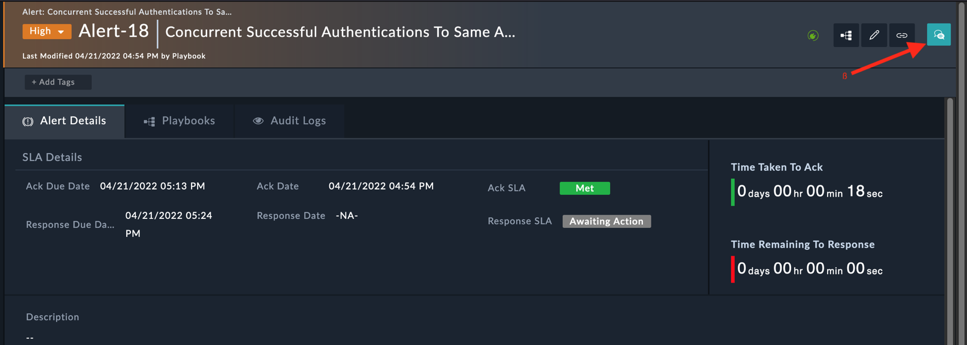 Alert: Concurrent Successful Authentications To Sa...
High
Alert-18
Concurrent Successful Authentications To Same A...
Last Modified 04/21/2022 04:54 PM by Playbook
+ Add Tags
Alert Details
Playbooks
Audit Logs
SLA Details
Ack Due Date 04/21/2022 05:13 PM
Ack Date 04/21/2022 04:54 PM
Ack SLA Met
Response Due Da... 04/21/2022 05:24
PM
Response Date -NA-
Response SLA Awaiting Action
Time Taken To Ack
0 days 00 hr 00 min 18 sec
Time Remaining To Response
0 days 00 hr 00 min 00 sec
Description
--